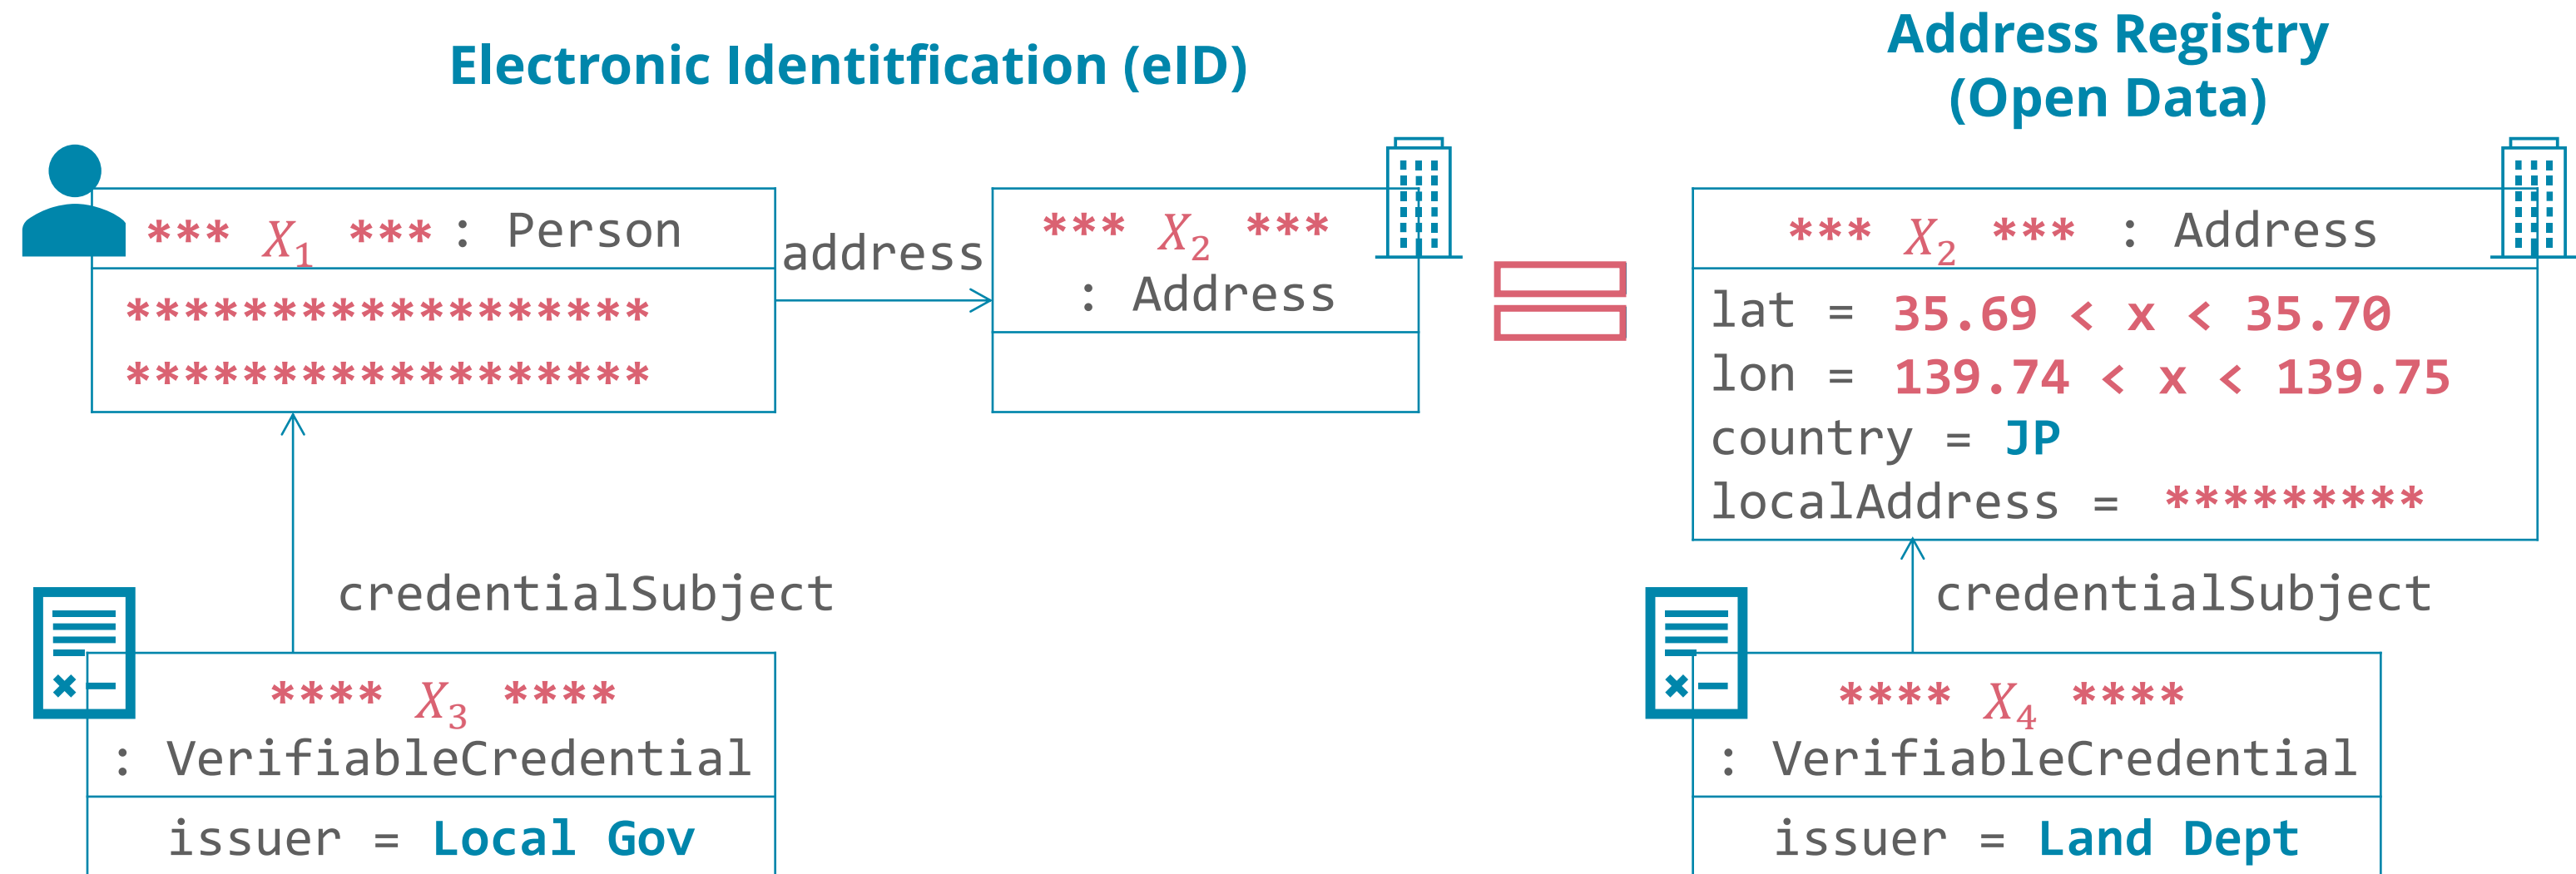 Electronic Identitfication (eID)
*** X₁ *** : Person
******************
******************
address
*** X₂ ***
: Address
credentialSubject
**** X₃ ****
: VerifiableCredential
issuer = Local Gov
Address Registry
(Open Data)
*** X₂ *** : Address
lat = 35.69 < x < 35.70
lon = 139.74 < x < 139.75
country = JP
localAddress = *********
credentialSubject
**** X₄ ****
: VerifiableCredential
issuer = Land Dept